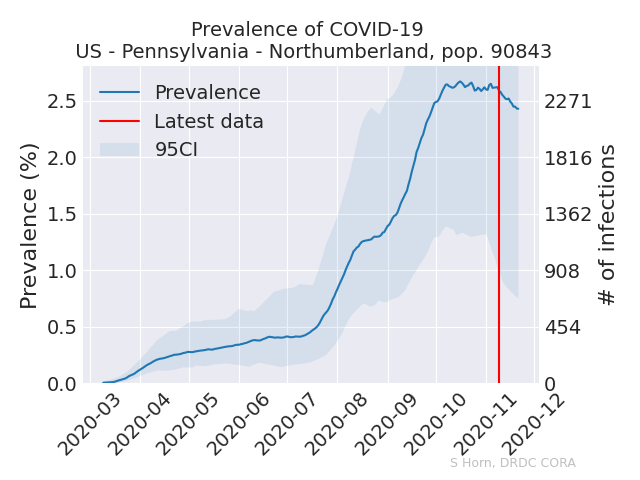 Prevalence of COVID-19
US - Pennsylvania - Northumberland, pop. 90843
Prevalence
Latest data
95CI
Prevalence (%)
2.5
2.0
1.5
1.0
0.5
0.0
2271
1816
1362
908
454
0
# of infections
2020-03
2020-04
2020-05
2020-06
2020-07
2020-08
2020-09
2020-10
2020-11
2020-12
S Horn, DRDC CORA